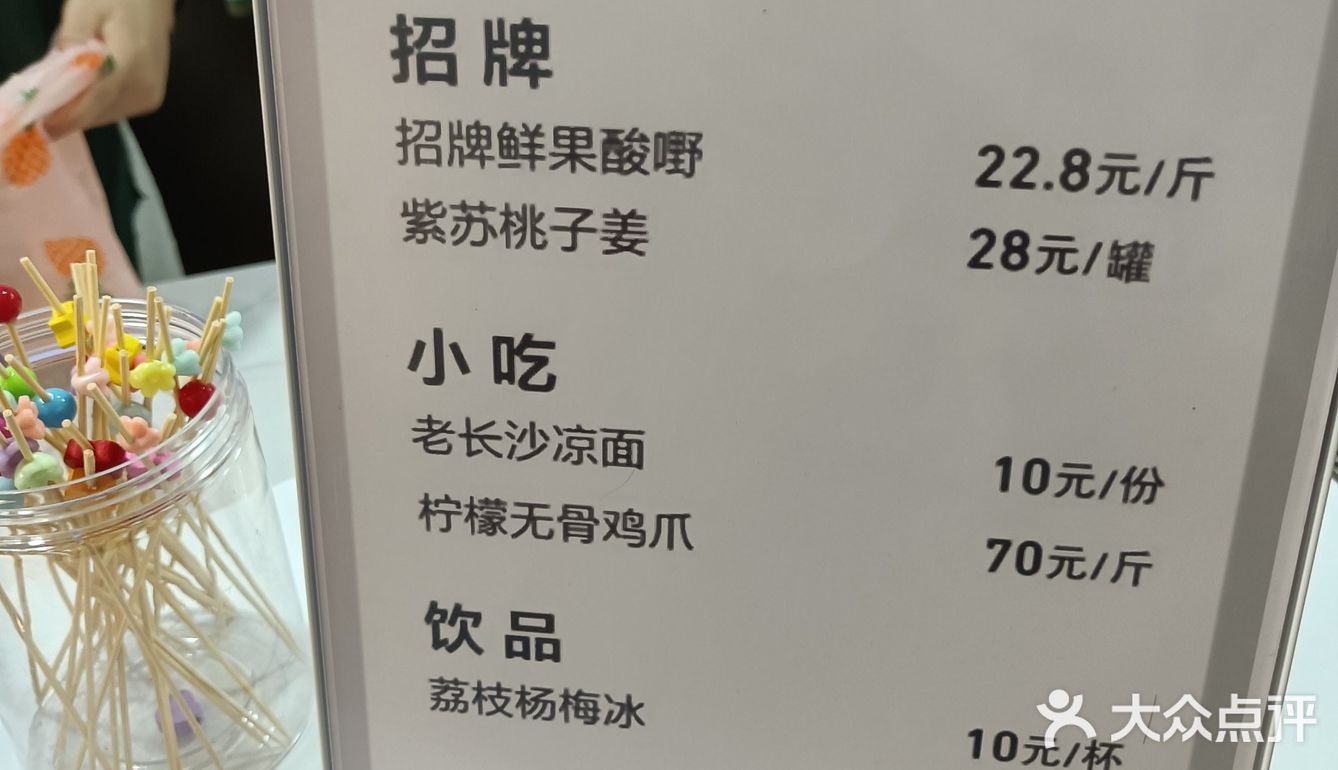 招牌
招牌鲜果酸嘢 22.8元/斤
紫苏桃子姜 28元/罐
小吃
老长沙凉面 10元/份
柠檬无骨鸡爪 70元/斤
饮品
荔枝杨梅冰 10元/杯
大众点评